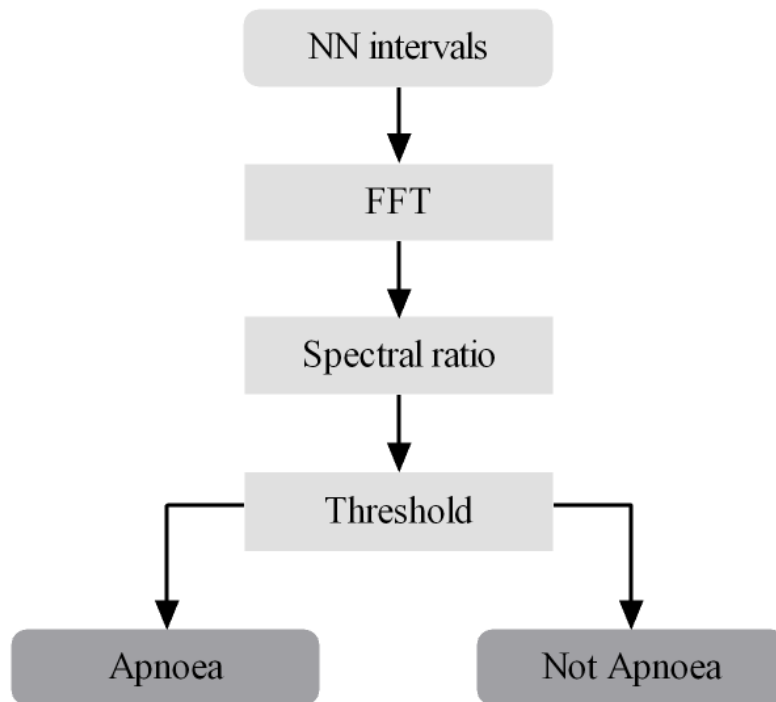 NN intervals
FFT
Spectral ratio
Threshold
Apnoea
Not Apnoea